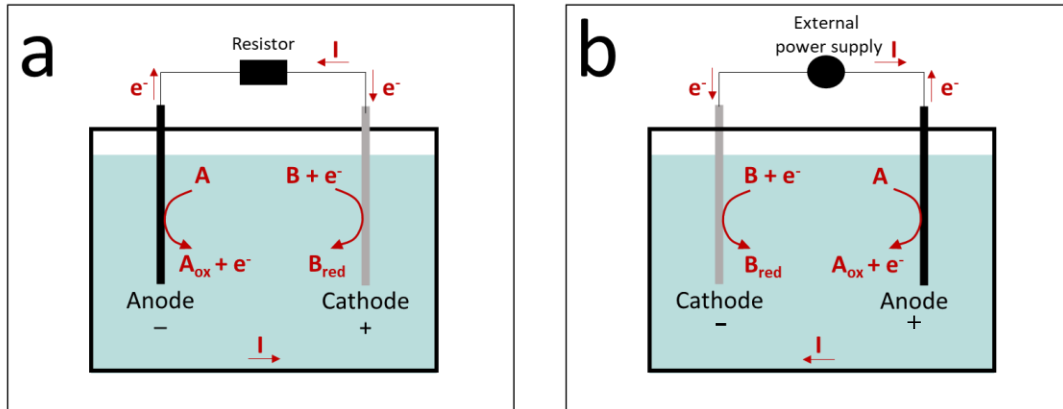 a
Resistor
I
e-
e-
A
B + e-
Aox + e-
Bred
Anode
Cathode
–
+
I
b
External
power supply
I
e-
e-
B + e-
A
Bred
Aox + e-
Cathode
Anode
-
+
I